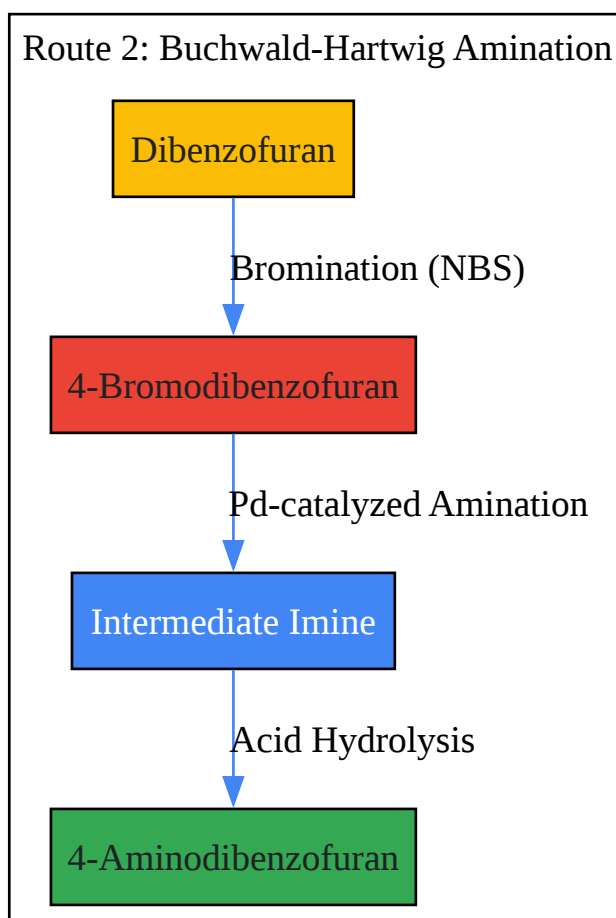 Route 2: Buchwald-Hartwig Amination
Dibenzofuran
Bromination (NBS)
4-Bromodibenzofuran
Pd-catalyzed Amination
Intermediate Imine
Acid Hydrolysis
4-Aminodibenzofuran